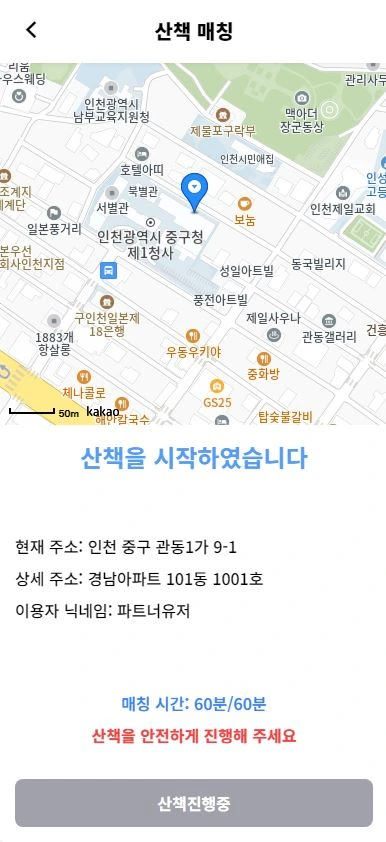 산책 매칭
리움
하우스웨딩
인천광역시
남부교육지원청
관리사무
맥아더
장군동상
제물포구락부
인천시민애집
호텔아띠
북별관
서별관
보눔
인성
고등
인천제일교회
조계지
계단
일본풍거리
인천광역시 중구청
제1청사
본우선
회사인천지점
성일아트빌
동국빌리지
풍전아트빌
구인천일본제
18은행
제일사우나
관동갤러리
건흥
1883개
항살롱
우동우키야
중화방
체나콜로
GS25
탑숯불갈비
해안칼국수
50m kakao
산책을 시작하였습니다
현재 주소: 인천 중구 관동1가 9-1
상세 주소: 경남아파트 101동 1001호
이용자 닉네임: 파트너유저
매칭 시간: 60분/60분
산책을 안전하게 진행해 주세요
산책진행중